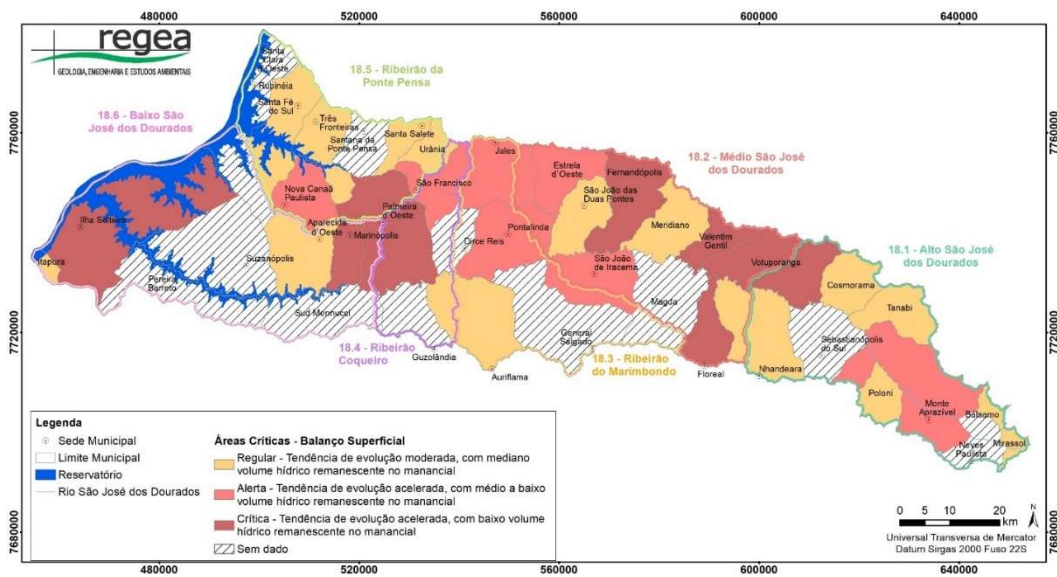 480000
520000
560000
600000
640000
regea
GEOLOGIA, ENGENHARIA E ESTUDOS AMBIENTAIS
Santa
Clara
d'Oeste
18.5 - Ribeirão da
Ponte Pensa
Rubinéia
Santa Fé
do Sul
18.6 - Baixo São
José dos Dourados
Três
Fronteiras
Santana da
Ponte Pensa
Santa Salete
Urânia
7760000
7760000
Jales
18.2 - Médio São José
dos Dourados
Estrela
d'Oeste
Fernandópolis
São Francisco
Nova Canaã
Paulista
São João das
Duas Pontes
Palmeira
d'Oeste
Ilha Solteira
Aparecida
d'Oeste
Marinópolis
Dirce Reis
Pontalinda
Meridiano
Valentim
Gentil
18.1 - Alto São José
dos Dourados
Itapura
Suzanápolis
São João
de Iracema
Votuporanga
Cosmorama
Pereira
Barreto
Magda
Tanabi
Sud Mennucci
General
Salgado
7720000
7720000
18.4 - Ribeirão
Coqueiro
Guzolândia
18.3 - Ribeirão
do Marimbondo
Sebastianópolis
do Sul
Auriflama
Floreal
Nhandeara
Poloni
Monte
Aprazível
Bálsamo
Neves
Paulista
Mirassol
Legenda
Sede Municipal
Limite Municipal
Reservatório
Rio São José dos Dourados
Áreas Críticas - Balanço Superficial
Regular - Tendência de evolução moderada, com mediano
volume hídrico remanescente no manancial
Alerta - Tendência de evolução acelerada, com médio a baixo
volume hídrico remanescente no manancial
Crítica - Tendência de evolução acelerada, com baixo volume
hídrico remanescente no manancial
Sem dado
0 5 10 20
km
N
Universal Transversa de Mercator
Datum Sirgas 2000 Fuso 22S
7680000
7680000
480000
520000
560000
600000
640000